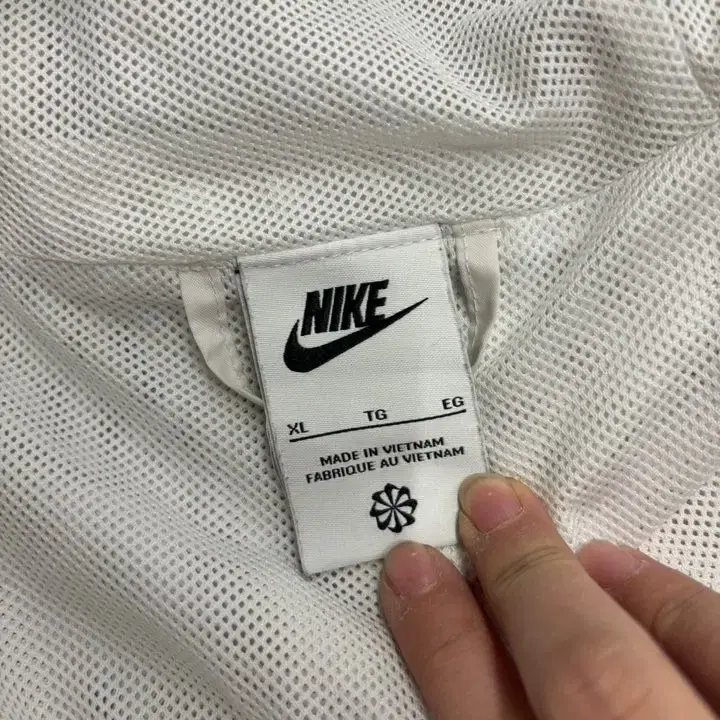 NIKE
XL TG EG
MADE IN VIETNAM
FABRIQUE AU VIETNAM